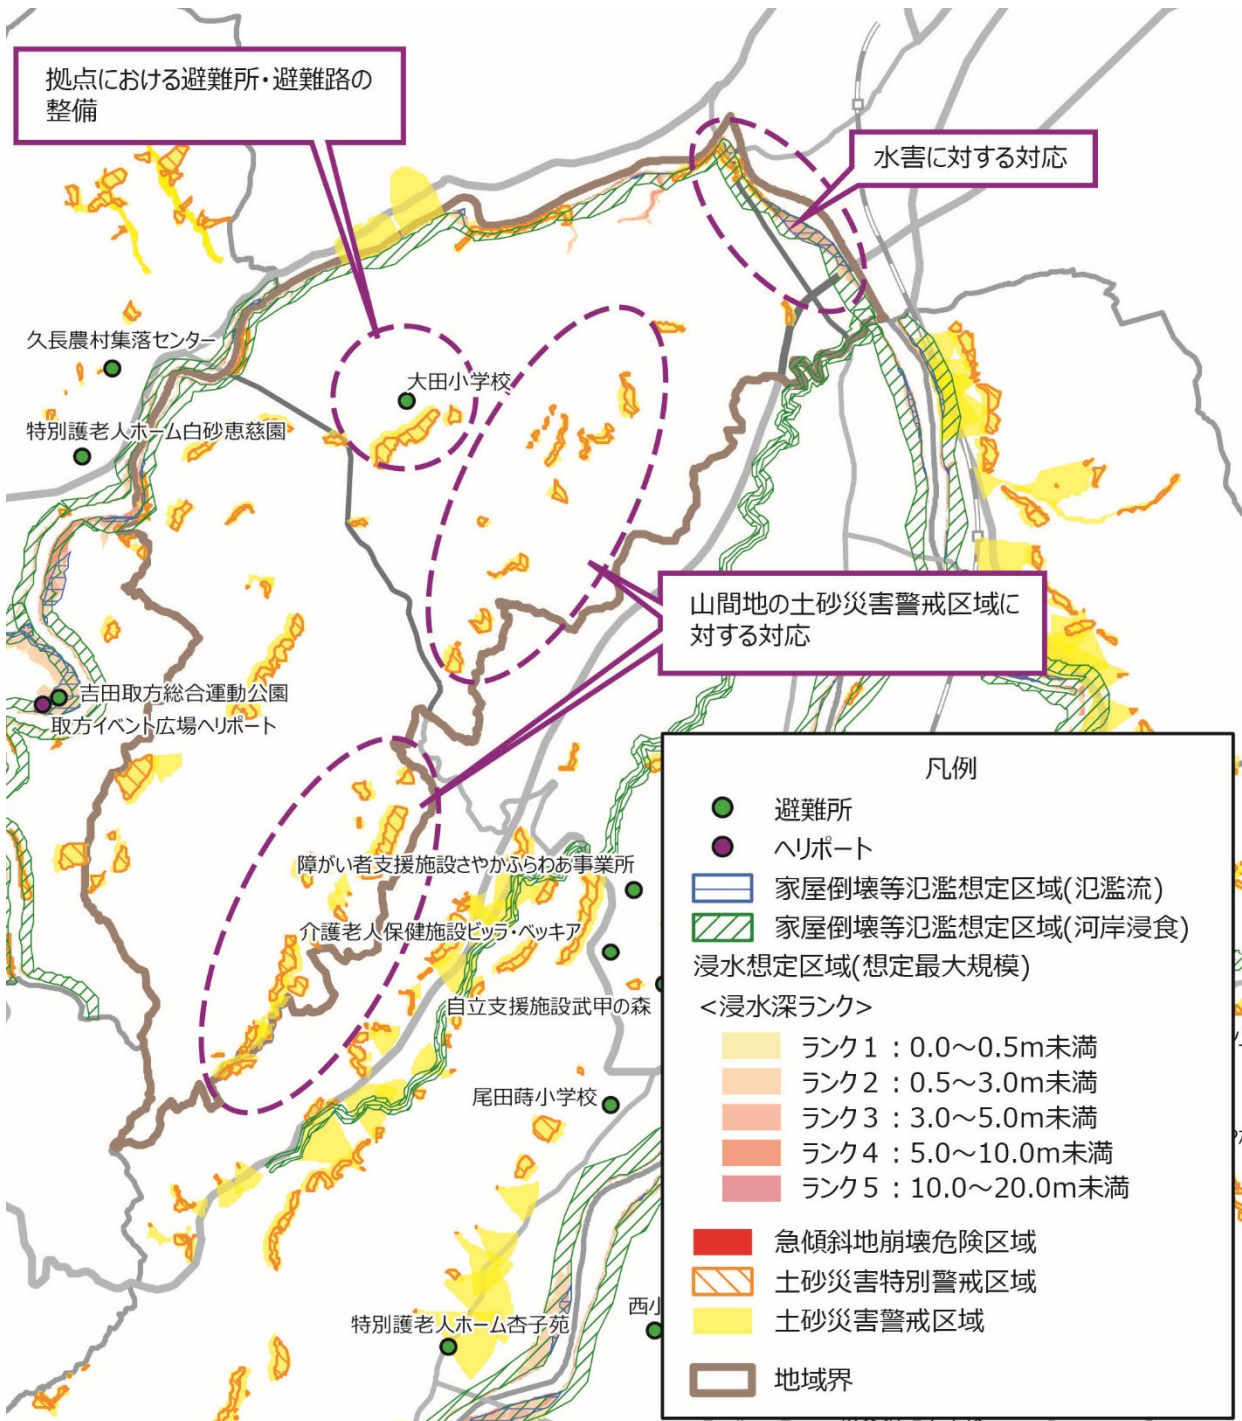 拠点における避難所・避難路の
整備
水害に対する対応
久長農村集落センター
大田小学校
特別護老人ホーム白砂恵慈園
山間地の土砂災害警戒区域に
対する対応
吉田取方総合運動公園
取方イベント広場ヘリポート
障がい者支援施設さやかふらわあ事業所
介護老人保健施設ビッラ・ベッキア
自立支援施設武甲の森
尾田蒔小学校
特別護老人ホーム杏子苑
西小
凡例
避難所
ヘリポート
家屋倒壊等氾濫想定区域(氾濫流)
家屋倒壊等氾濫想定区域(河岸浸食)
浸水想定区域(想定最大規模)
<浸水深ランク>
ランク1：0.0～0.5m未満
ランク2：0.5～3.0m未満
ランク3：3.0～5.0m未満
ランク4：5.0～10.0m未満
ランク5：10.0～20.0m未満
急傾斜地崩壊危険区域
土砂災害特別警戒区域
土砂災害警戒区域
地域界